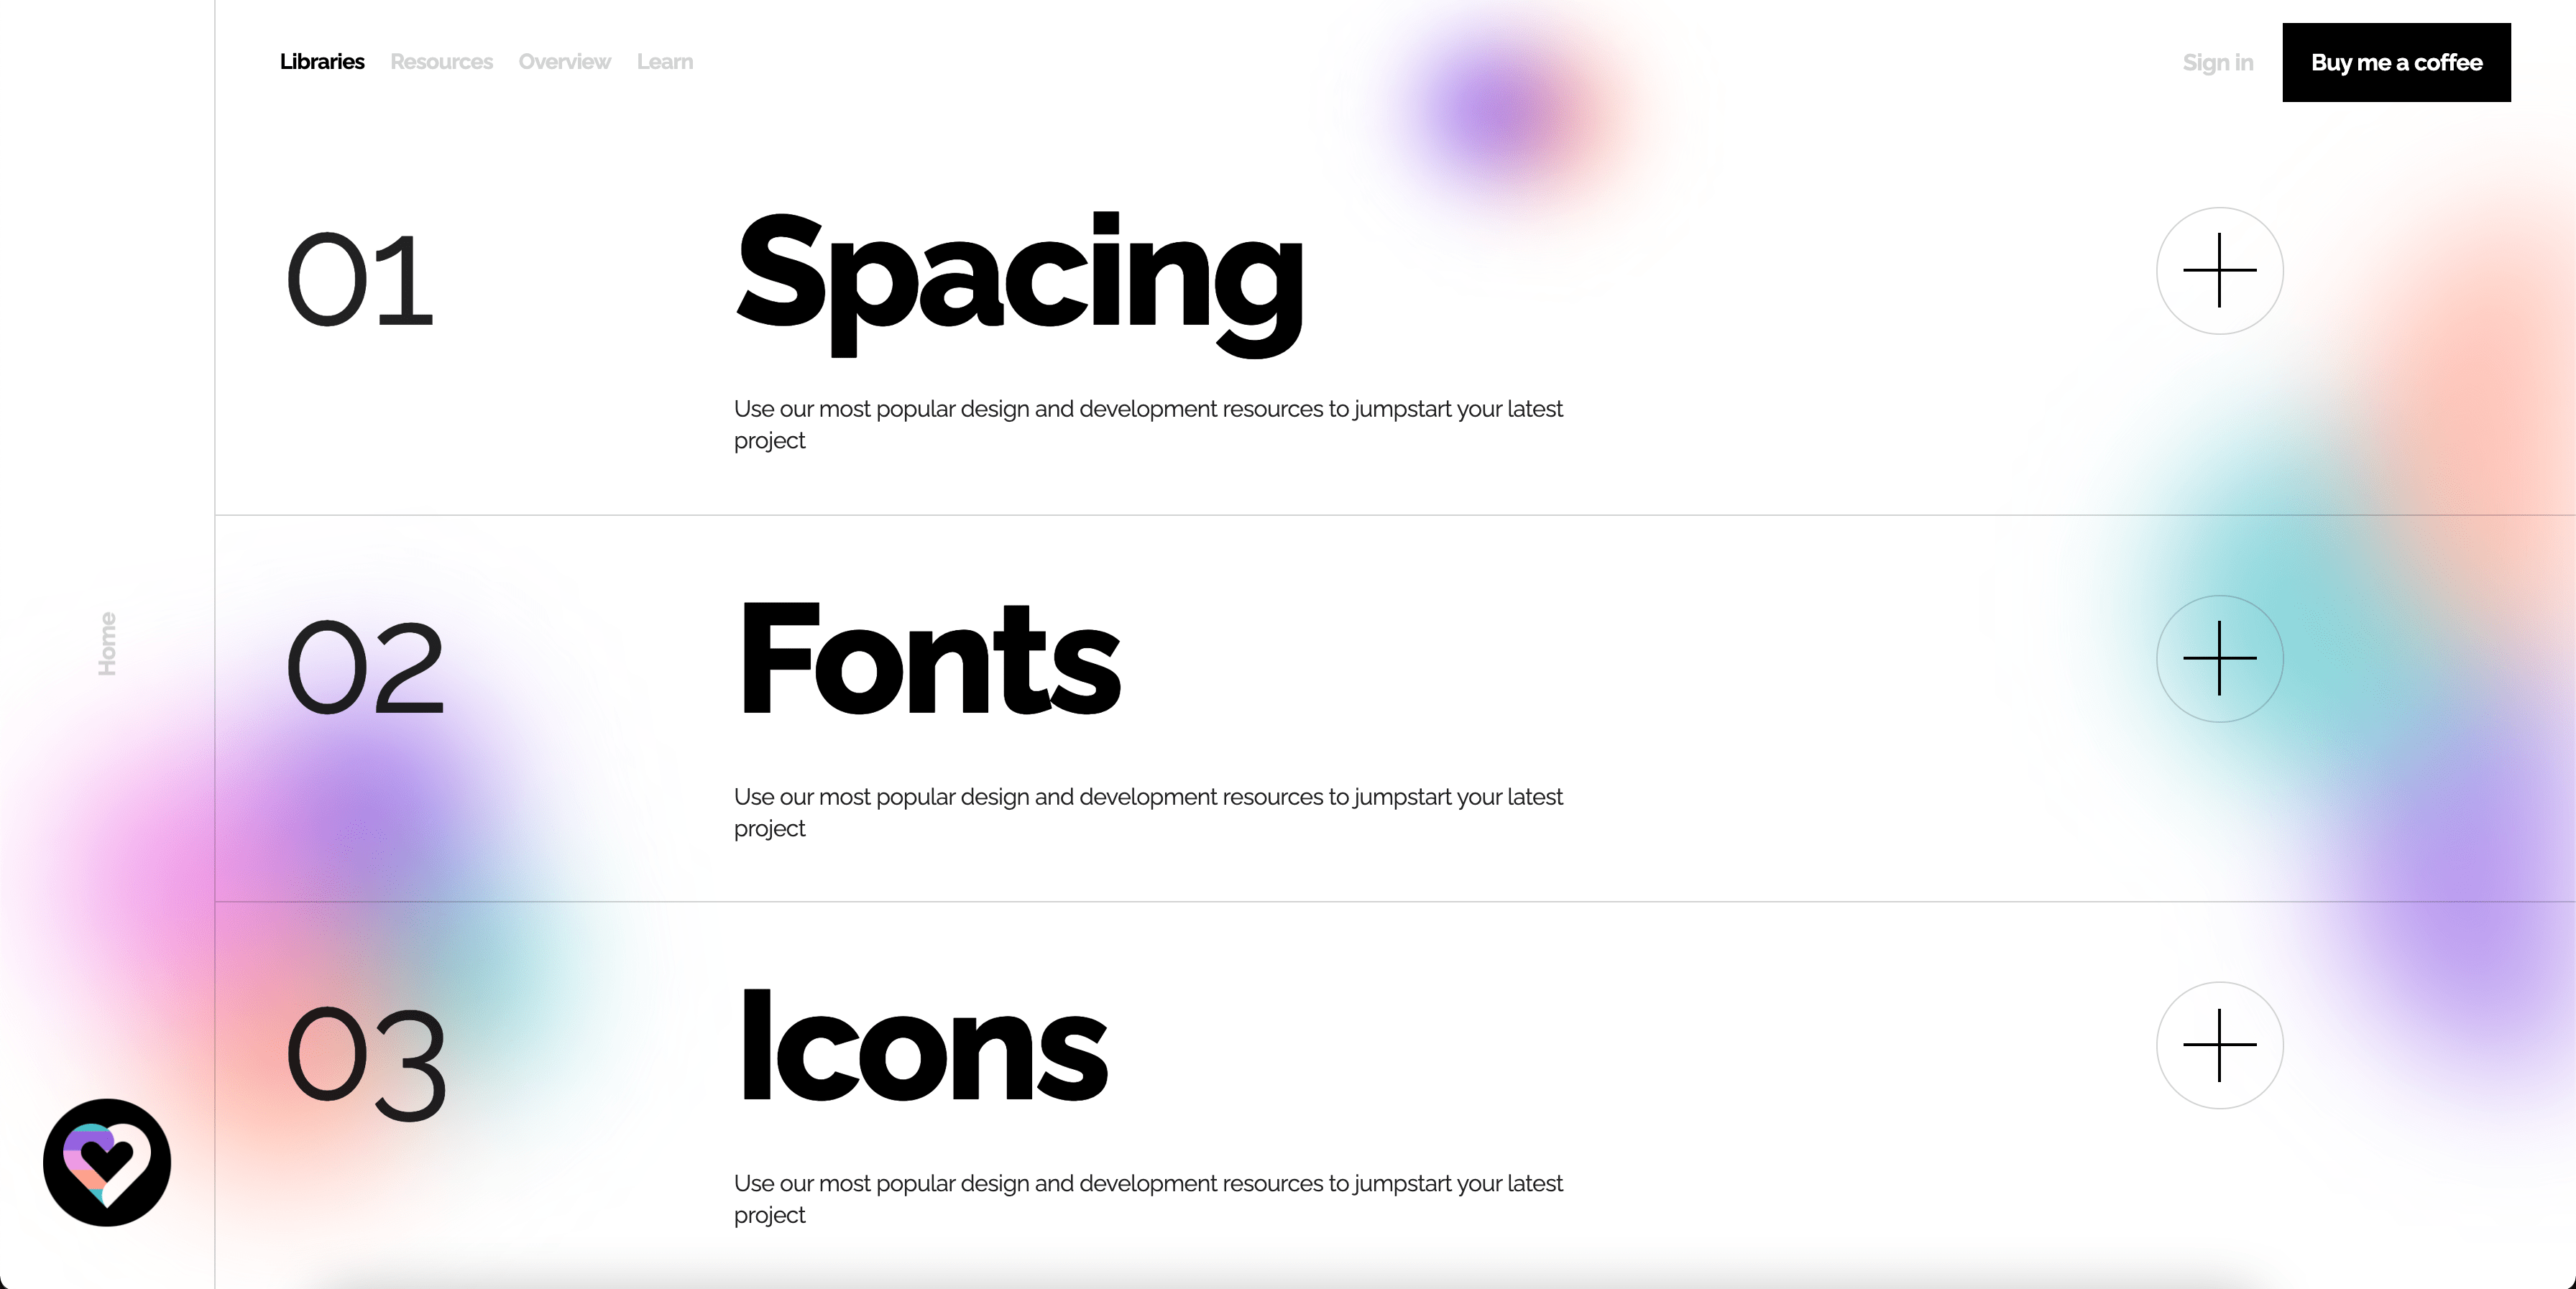 Libraries Resources Overview Learn
Sign in
Buy me a coffee
01
Spacing
Use our most popular design and development resources to jumpstart your latest
project
Home
02
Fonts
Use our most popular design and development resources to jumpstart your latest
project
03
Icons
Use our most popular design and development resources to jumpstart your latest
project